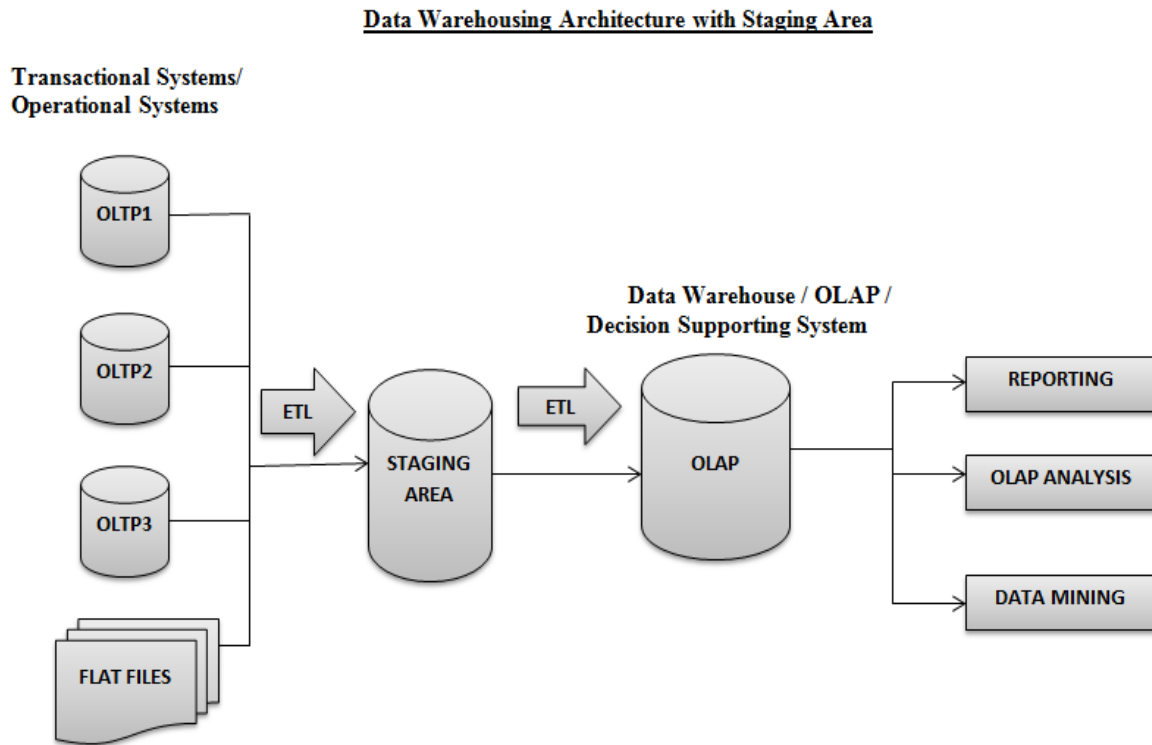 Data Warehousing Architecture with Staging Area
Transactional Systems/
Operational Systems
OLTP1
OLTP2
OLTP3
FLAT FILES
ETL
STAGING
AREA
ETL
Data Warehouse / OLAP /
Decision Supporting System
OLAP
REPORTING
OLAP ANALYSIS
DATA MINING